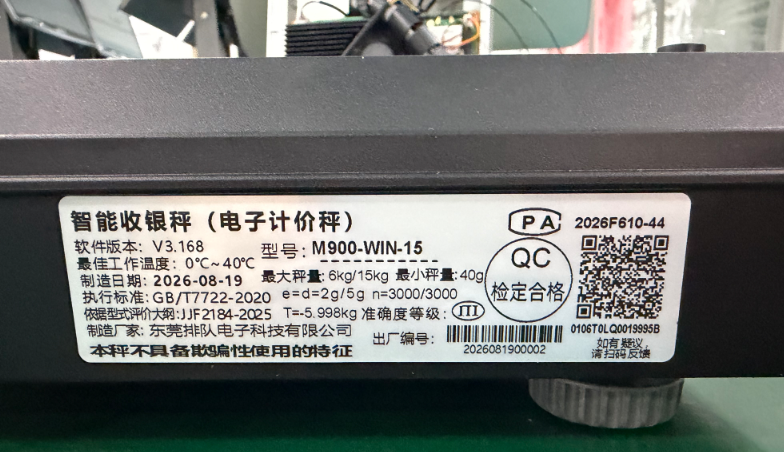 智能收银秤（电子计价秤）
软件版本: V3.168
型号: M900-WIN-15
最佳工作温度: 0℃~40℃
制造日期: 2026-08-19
最大秤量: 6kg/15kg 最小秤量: 40g
执行标准: GB/T7722-2020 e=d=2g/5g n=3000/3000
依据型式评价大纲: JJF2184-2025 T=-5.998kg 准确度等级: III
制造厂家: 东莞排队电子科技有限公司
出厂编号:
2026081900002
本秤不具备欺骗性使用的特征
CPA 2026F610-44
QC
检定合格
0106T0LQ0019995B
如有疑议,
请扫码反馈